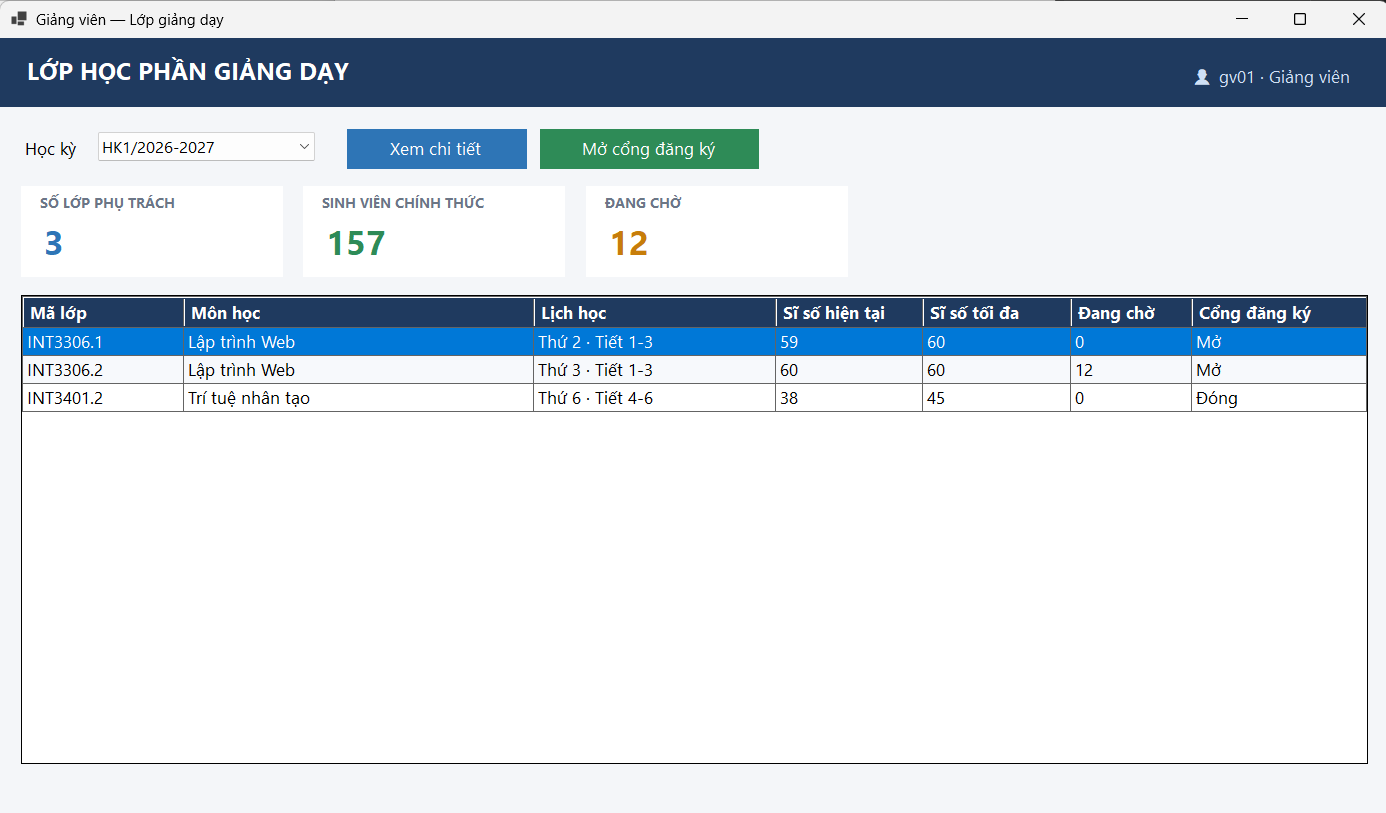 Giảng viên — Lớp giảng dạy
LỚP HỌC PHẦN GIẢNG DẠY
gv01 · Giảng viên
Học kỳ HK1/2026-2027 Xem chi tiết Mở cổng đăng ký
SỐ LỚP PHỤ TRÁCH SINH VIÊN CHÍNH THỨC ĐANG CHỜ
3 157 12
Mã lớp Môn học Lịch học Sĩ số hiện tại Sĩ số tối đa Đang chờ Cổng đăng ký
INT3306.1 Lập trình Web Thứ 2 · Tiết 1-3 59 60 0 Mở
INT3306.2 Lập trình Web Thứ 3 · Tiết 1-3 60 60 12 Mở
INT3401.2 Trí tuệ nhân tạo Thứ 6 · Tiết 4-6 38 45 0 Đóng